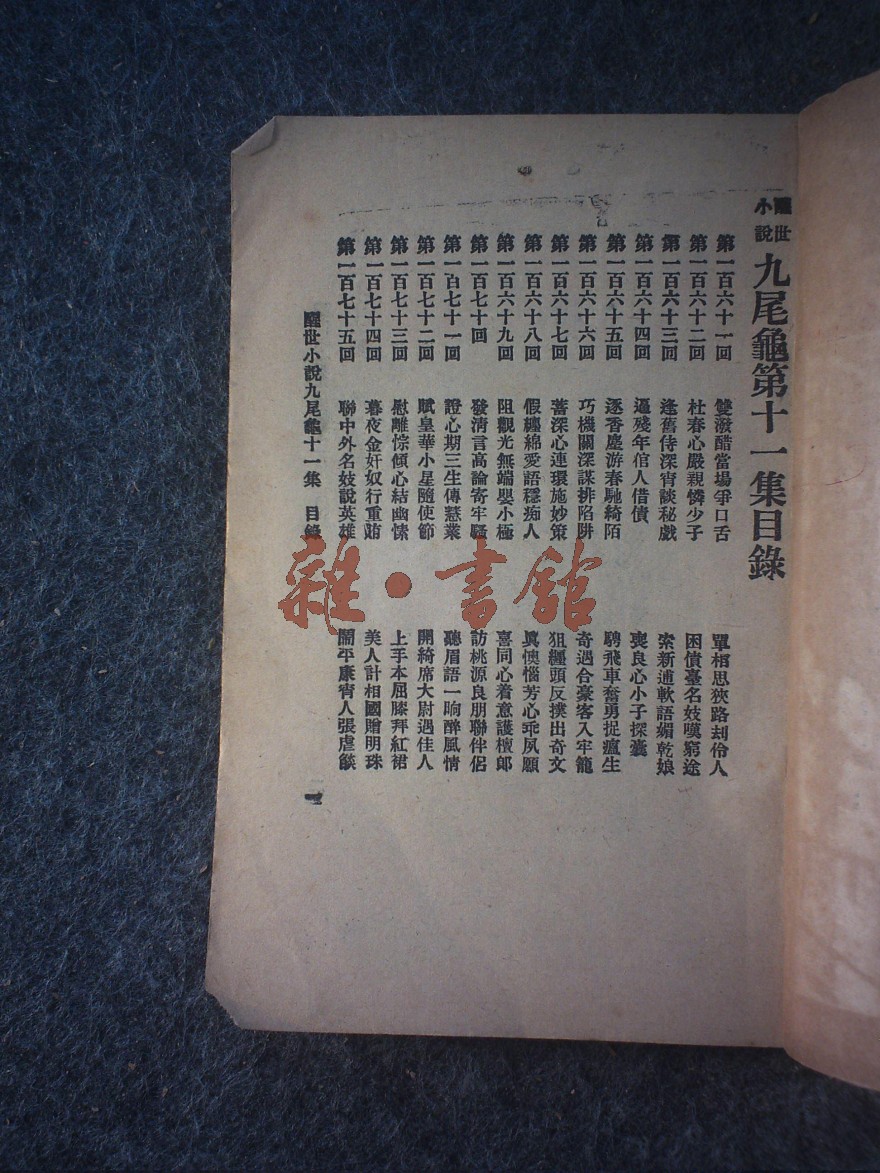 醒世小說 九尾龜第十一集目錄
第一百六十一回 雙潑酷當場爭口舌 單相思狹路刦伶人
第一百六十二回 杜春心嚴親憐少子 困債臺名妓嘆窮途
第一百六十三回 逢舊侍深宵談秘戲 索新逋軟語媚乾娘
第一百六十四回 逼殘年倌人借債 喪良心小子探囊
第一百六十五回 逐香塵游春馳綺陌 騁飛車奮勇捉瘟生
第一百六十六回 巧機關深謀排陷阱 奇遇合豪客入牢籠
第一百六十七回 蓄深心連環施妙策 狙纏頭反撲出奇文
第一百六十八回 假纏綿愛語穩痴人 眞懊惱芳心乖夙願
第一百六十九回 阻觀光無端嬰小極 喜同心着意護檀郎
第一百七十回 發清言高論寄牢騷 訪桃源良朋聯伴侶
第一百七十一回 證心期三生傳慧業 聽眉語一晌醉風情
第一百七十二回 賦皇華小星隨使節 開綺席大尉遇佳人
第一百七十三回 慰離悰傾心結幽愫 上手本屈膝拜紅裙
第一百七十四回 暮夜金奸奴行重賄 美人計相國贈明珠
第一百七十五回 聯中外名妓說英雄 鬧平康宵人張虐燄
醒世小說九尾龜十一集 目錄 一
雜·書館